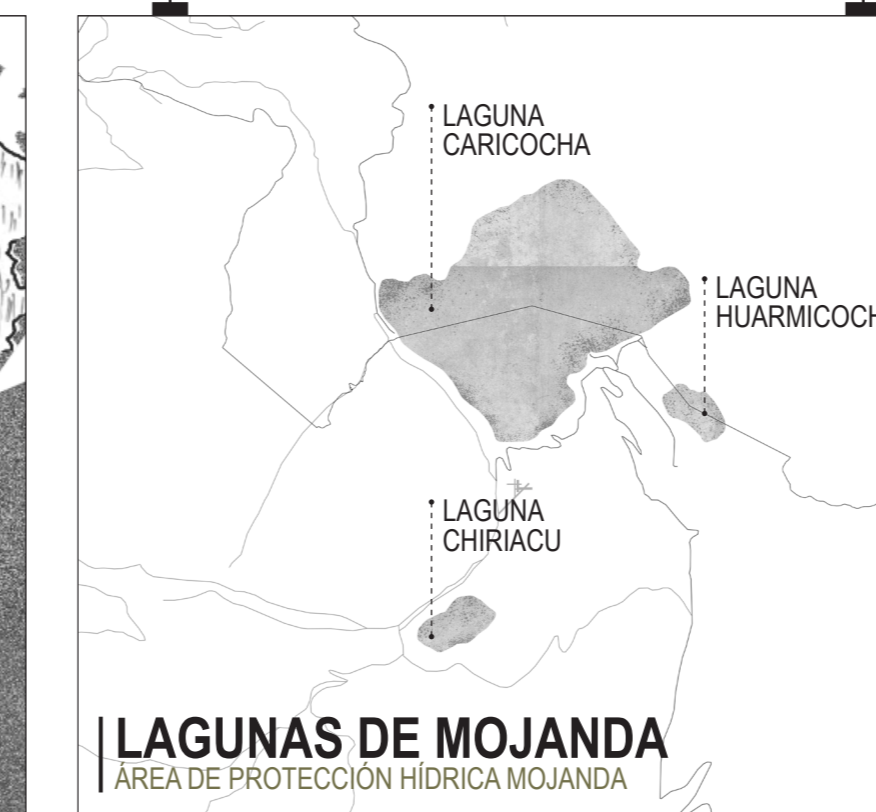 LAGUNA
CARICOCHA
LAGUNA
LAGUNA
CHIRIACU
LAGUNAS DE MOJANDA
ÁREA DE PROTECCIÓN HÍDRICA MOJANDA